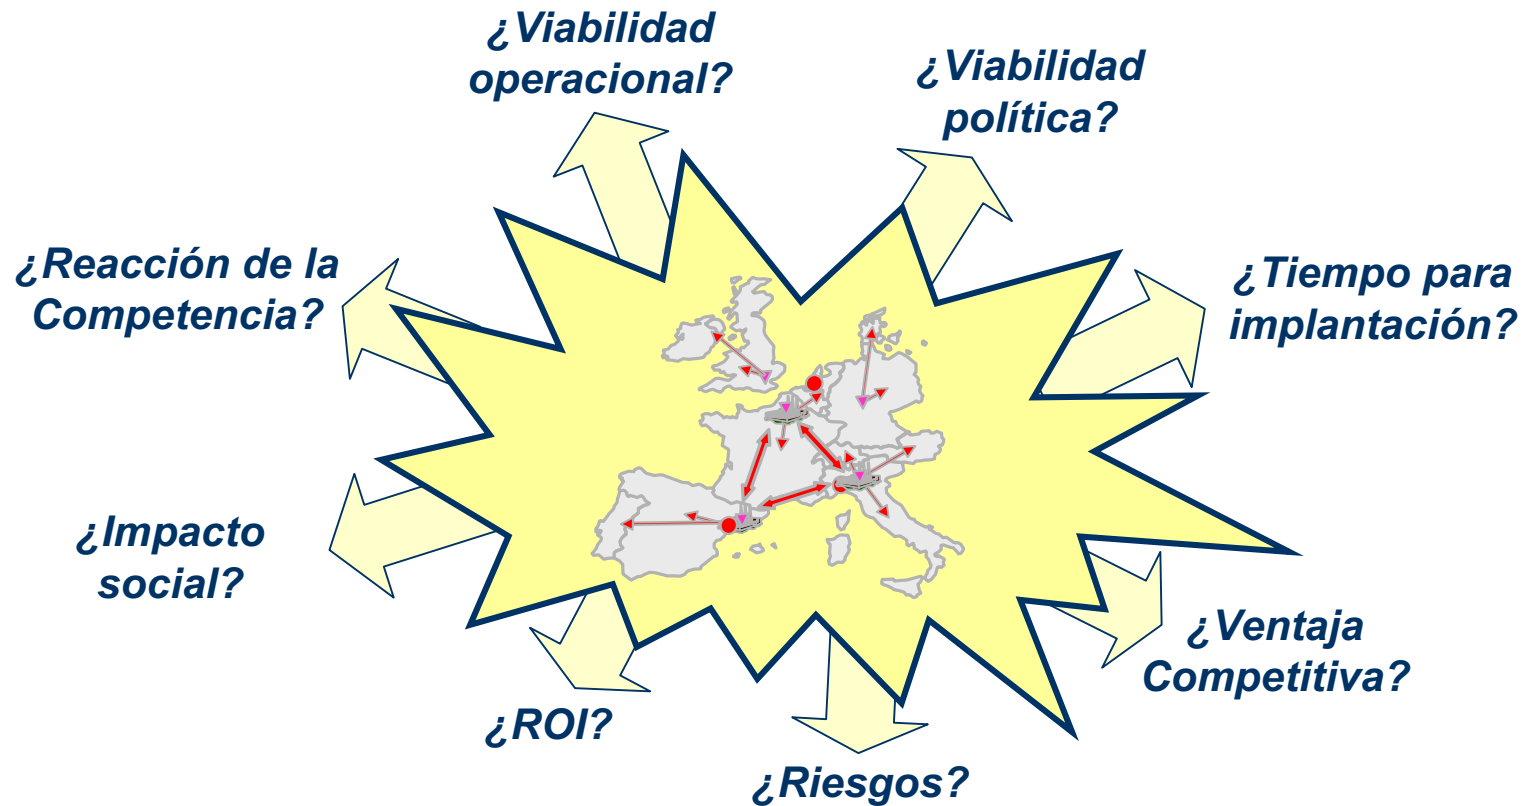 ¿Viabilidad
operacional?
¿Viabilidad
política?
¿Reacción de la
Competencia?
¿Tiempo para
implantación?
¿Impacto
social?
¿Ventaja
Competitiva?
¿ROI?
¿Riesgos?